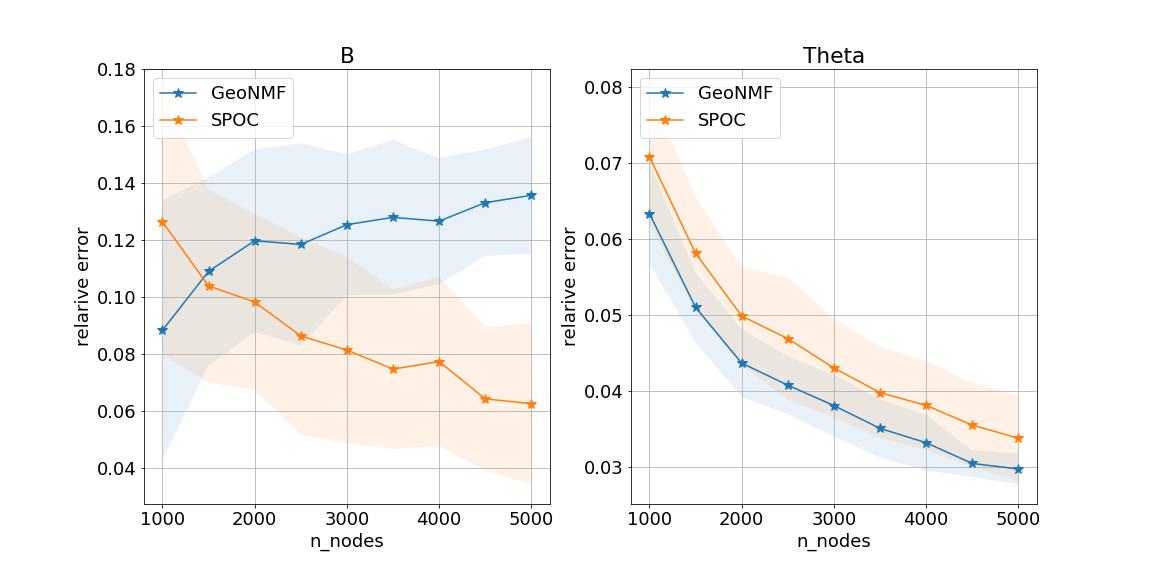 B
GeoNMF
SPOC
0.18
0.16
0.14
0.12
0.10
0.08
0.06
0.04
relarive error
1000 2000 3000 4000 5000
n_nodes
Theta
GeoNMF
SPOC
0.08
0.07
0.06
0.05
0.04
0.03
relarive error
1000 2000 3000 4000 5000
n_nodes